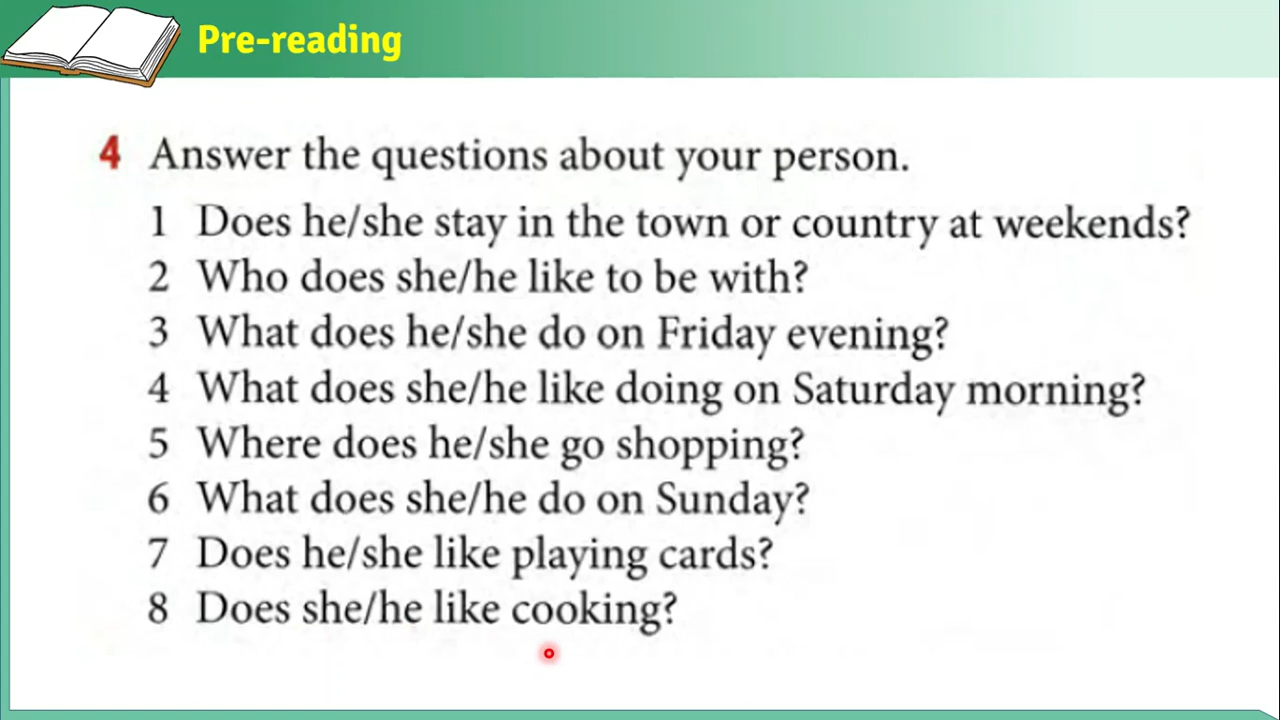 Pre-reading
4 Answer the questions about your person.
1 Does he/she stay in the town or country at weekends?
2 Who does she/he like to be with?
3 What does he/she do on Friday evening?
4 What does she/he like doing on Saturday morning?
5 Where does he/she go shopping?
6 What does she/he do on Sunday?
7 Does he/she like playing cards?
8 Does she/he like cooking?